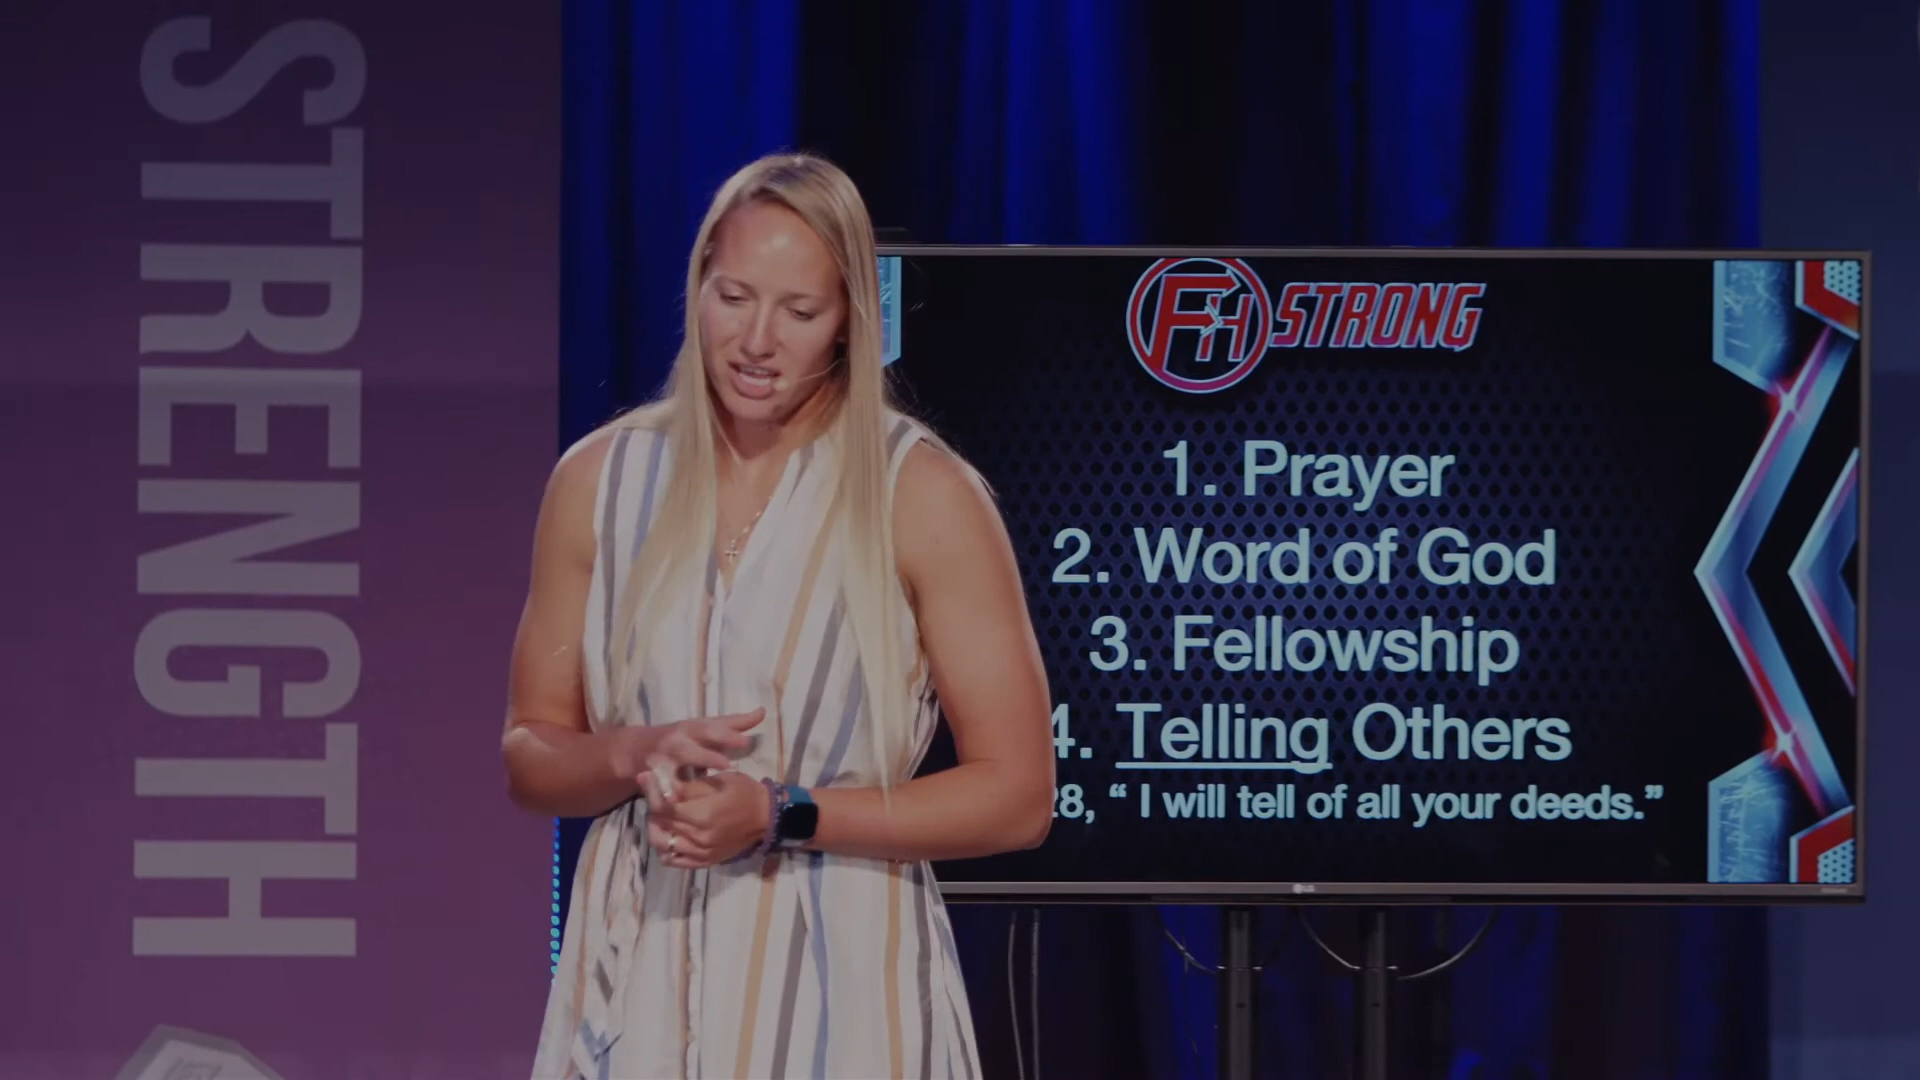 STRENGTH
FH STRONG
1. Prayer
2. Word of God
3. Fellowship
4. Telling Others
28, “ I will tell of all your deeds.”
LG